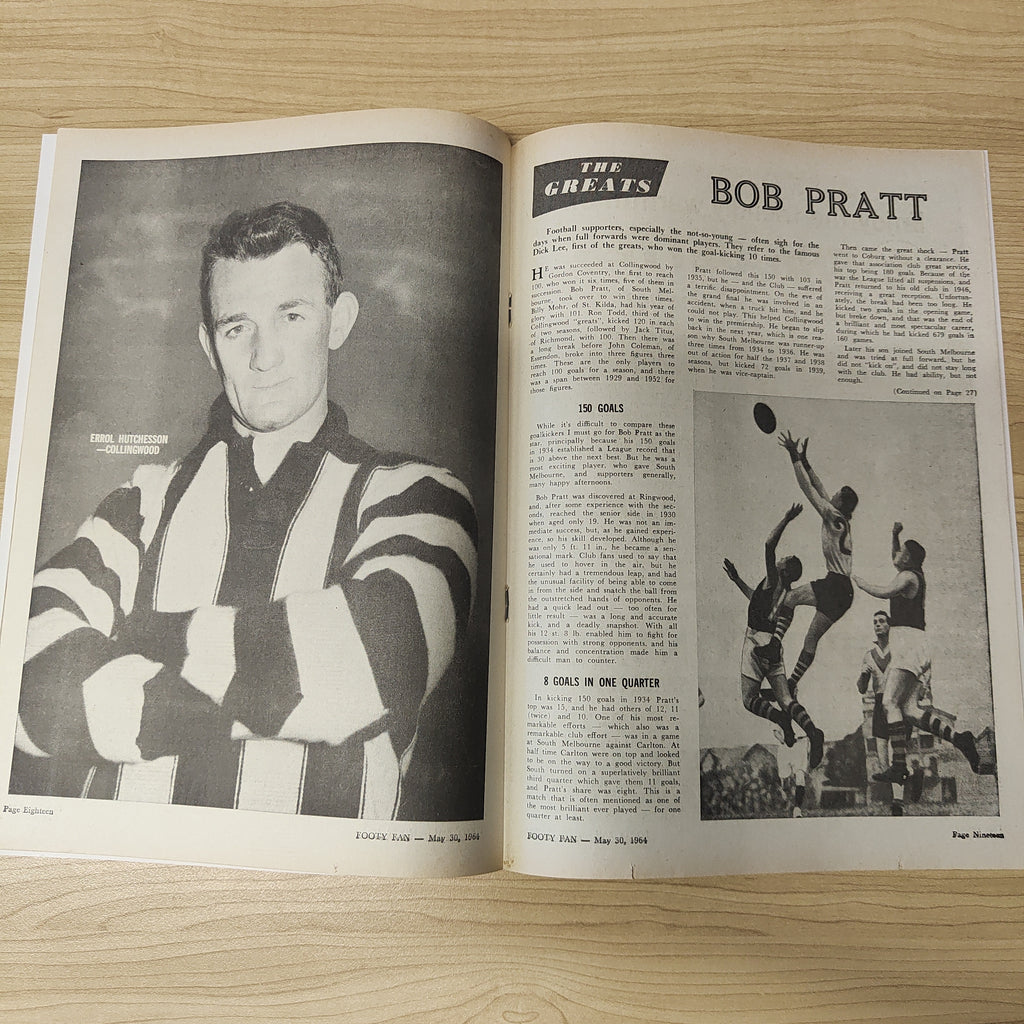 ERROL HUTCHESSON
—COLLINGWOOD
Page Eighteen
FOOTY FAN — May 30, 1964
THE
GREATS
BOB PRATT
Football supporters, especially the not-so-young — often sigh for the
days when full forwards were dominant players. They refer to the famous
Dick Lee, first of the greats, who won the goal-kicking 10 times.
HE was succeeded at Collingwood by
Gordon Coventry, the first to reach
100, who won it six times, five of them in
succession. Bob Pratt, of South Mel-
bourne, took over to win three times.
Billy Mohr, of St. Kilda, had his year of
glory with 101. Ron Todd, third of the
Collingwood "greats", kicked 120 in each
of two seasons, followed by Jack Titus,
of Richmond, with 100. Then there was
a long break before John Coleman, of
Essendon, broke into three figures three
times. These are the only players to
reach 100 goals for a season, and there
was a span between 1929 and 1952 for
those figures.
150 GOALS
While it's difficult to compare these
goalkickers I must go for Bob Pratt as the
star, principally because his 150 goals
in 1934 established a League record that
is 30 above the next best. But he was a
most exciting player, who gave South
Melbourne, and supporters generally,
many happy afternoons.
Bob Pratt was discovered at Ringwood,
and, after some experience with the sec-
onds, reached the senior side in 1930
when aged only 19. He was not an im-
mediate success, but, as he gained experi-
ence, so his skill developed. Although he
was only 5 ft. 11 in., he became a sen-
sational mark. Club fans used to say that
he used to hover in the air, but he
certainly had a tremendous leap, and had
the unusual facility of being able to come
in from the side and snatch the ball from
the outstretched hands of opponents. He
had a quick lead out — too often for
little result — was a long and accurate
kick, and a deadly snapshot. With all
his 12 st. 8 lb. enabled him to fight for
possession with strong opponents, and his
balance and concentration made him a
difficult man to counter.
8 GOALS IN ONE QUARTER
In kicking 150 goals in 1934 Pratt's
top was 15, and he had others of 12, 11
(twice) and 10. One of his most re-
markable efforts — which also was a
remarkable club effort — was in a game
at South Melbourne against Carlton. At
half time Carlton were on top and looked
to be on the way to a good victory. But
South turned on a superlatively brilliant
third quarter which gave them 11 goals,
and Pratt's share was eight. This is a
match that is often mentioned as one of
the most brilliant ever played — for one
quarter at least.
Pratt followed this 150 with 103 in
1935, but he — and the Club — suffered
a terrific disappointment. On the eve of
the grand final he was involved in an
accident, when a truck hit him, and he
could not play. This helped Collingwood
to win the premiership. He began to slip
back in the next year, which is one rea-
son why South Melbourne was runner-up
three times from 1934 to 1936. He was
out of action for half the 1937 and 1938
seasons, but kicked 72 goals in 1939,
when he was vice-captain.
Then came the great shock — Pratt
went to Coburg without a clearance. He
gave that association club great service,
his top being 180 goals. Because of the
war the League lifted all suspensions, and
Pratt returned to his old club in 1946,
receiving a great reception. Unfortun-
ately, the break had been too long. He
kicked two goals in the opening game,
but broke down, and that was the end of
a brilliant and most spectacular career,
during which he had kicked 679 goals in
160 games.
Later his son joined South Melbourne
and was tried at full forward, but he
did not "kick on", and did not stay long
with the club. He had ability, but not
enough.
(Continued on Page 27)
FOOTY FAN — May 30, 1964
Page Nineteen